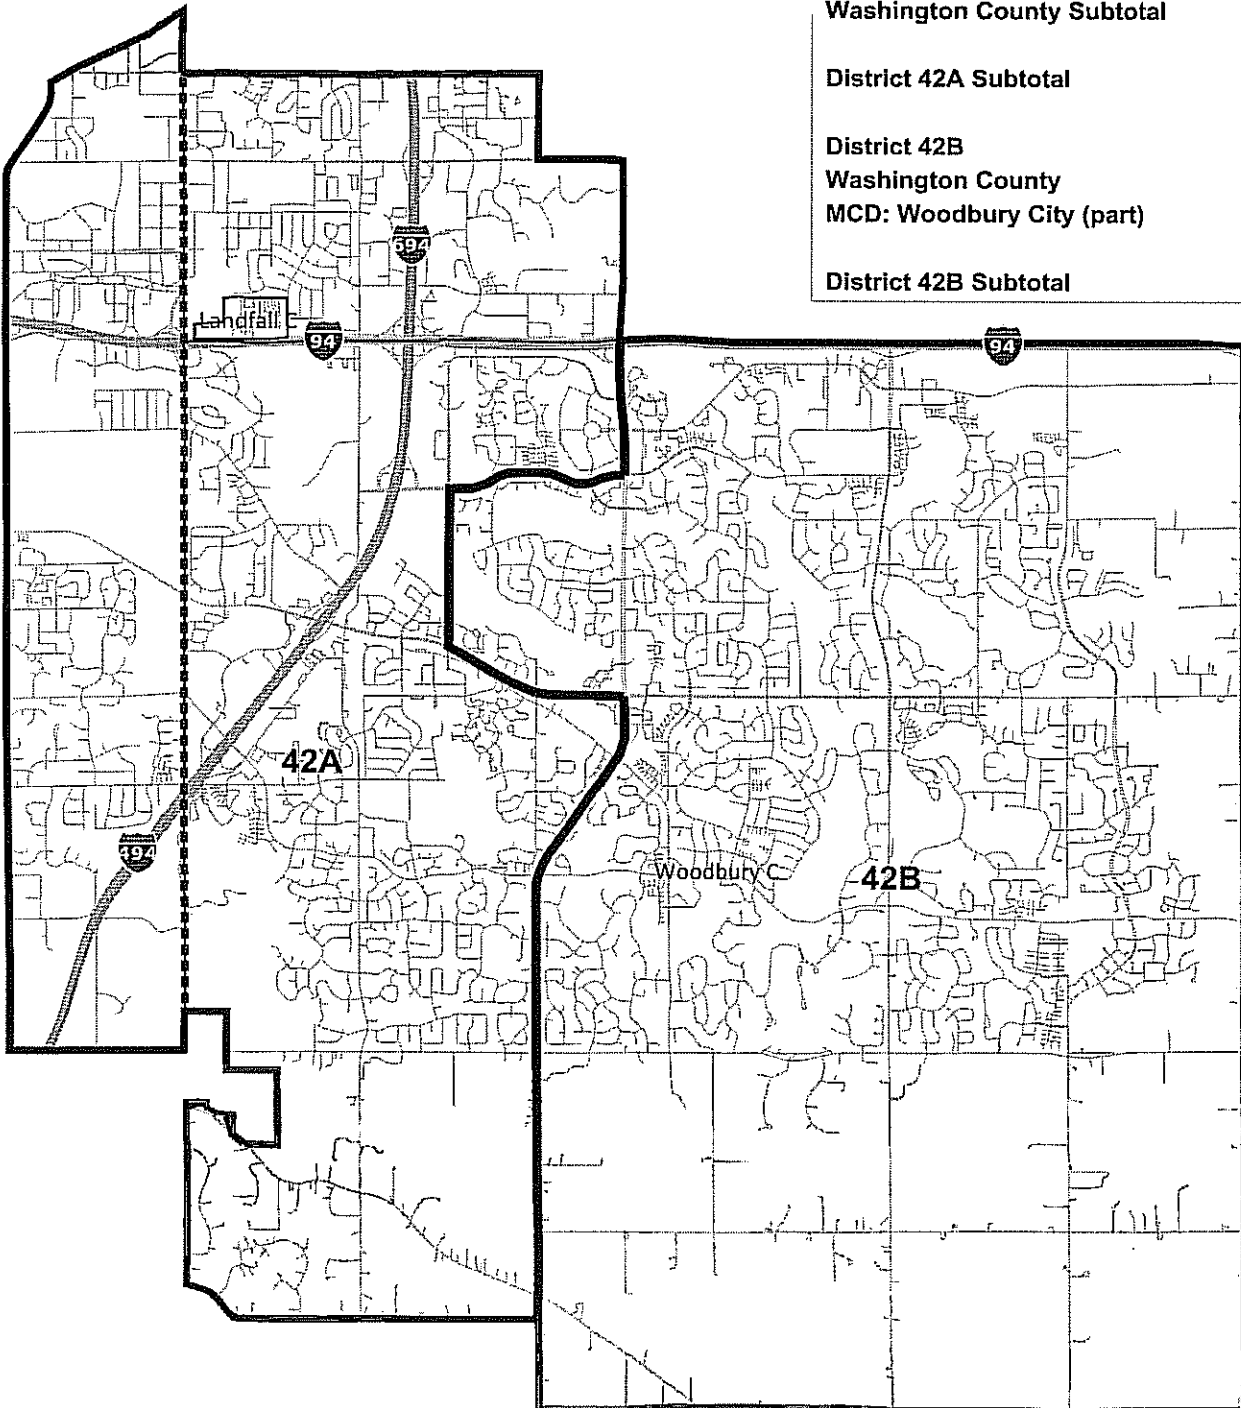 Washington County Subtotal
District 42A Subtotal
District 42B
Washington County
MCD: Woodbury City (part)
District 42B Subtotal
694
Landfall C
94
94
42A
494
Woodbury C
42B